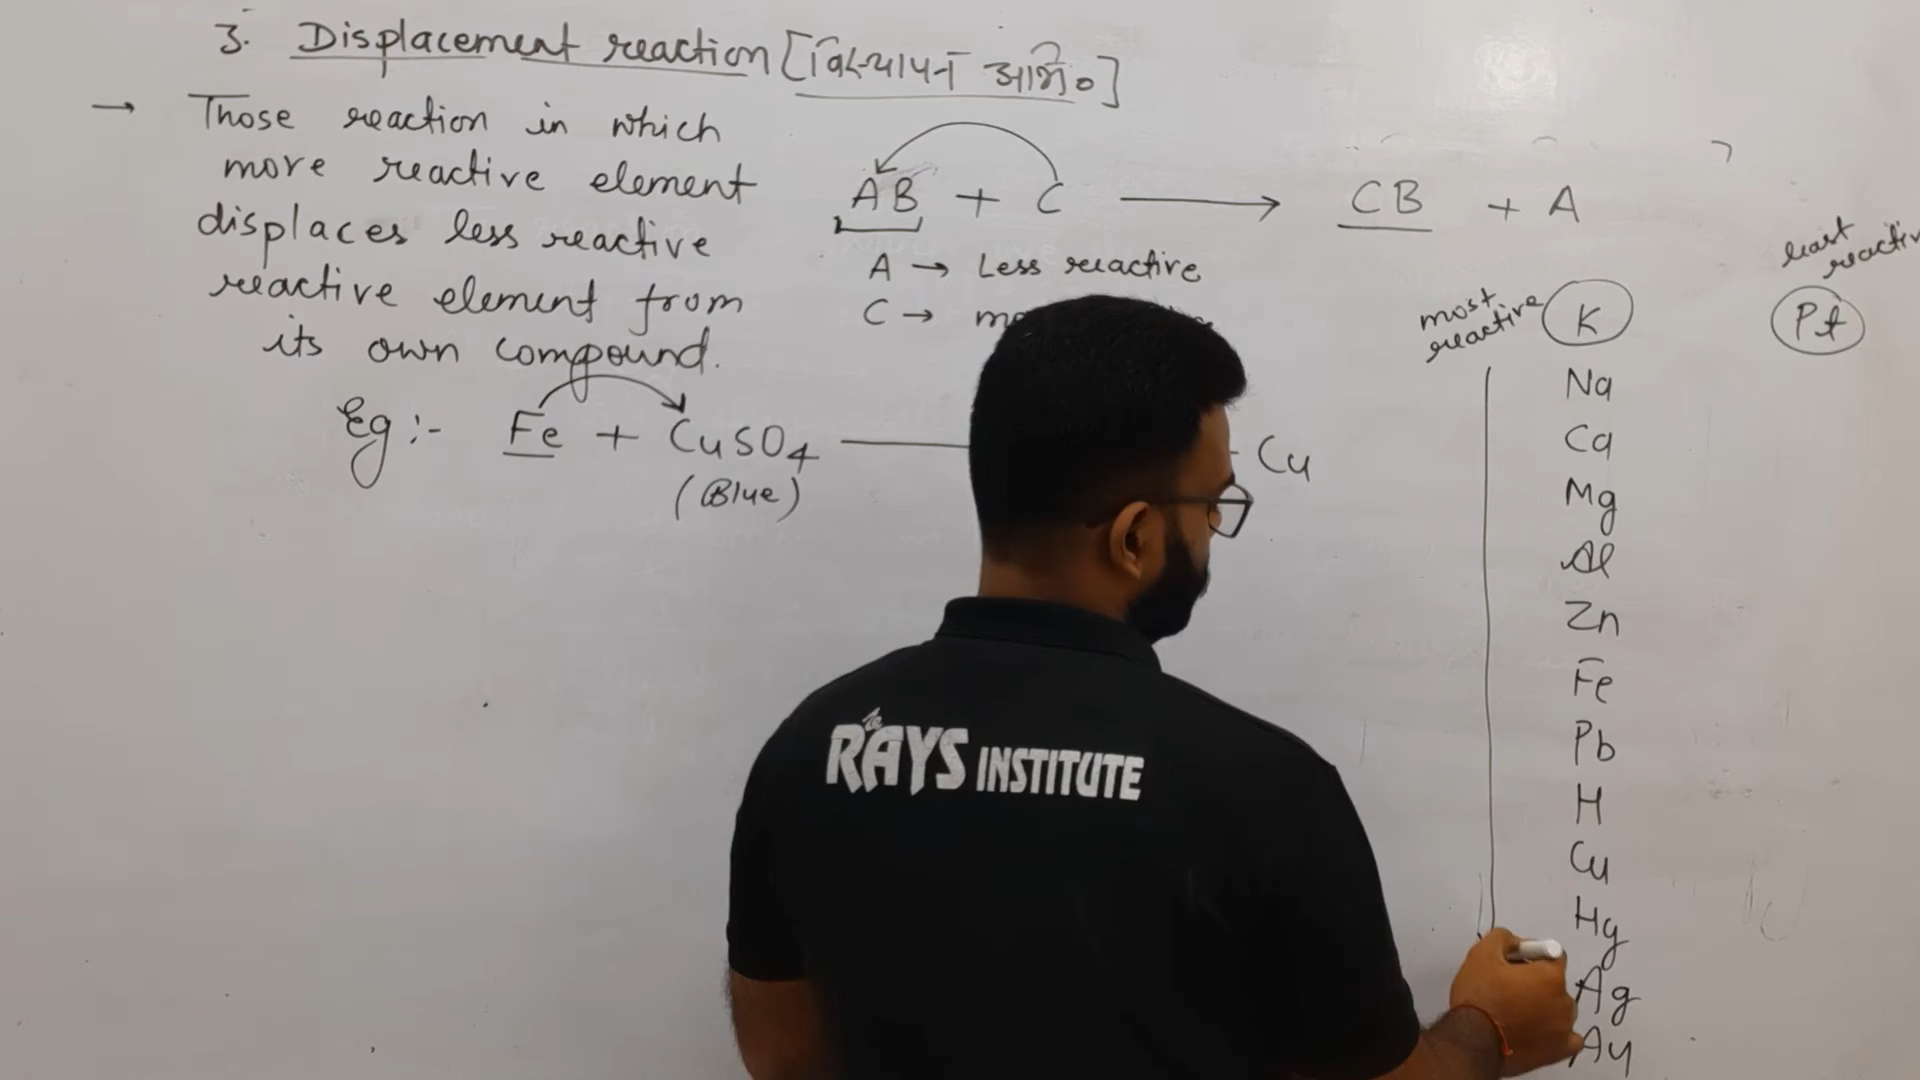 3. Displacement reaction [विस्थापन अभि०]
→ Those reaction in which
more reactive element
displaces less reactive
reactive element from
its own compound.
AB + C ⟶ CB + A
A → Less reactive
C →
Eg :- Fe + CuSO4 Cu
(Blue)
most reactive K
least
Pt
Na
Ca
Mg
Al
Zn
Fe
Pb
H
Cu
Hg
Ag
Au
The RAYS INSTITUTE